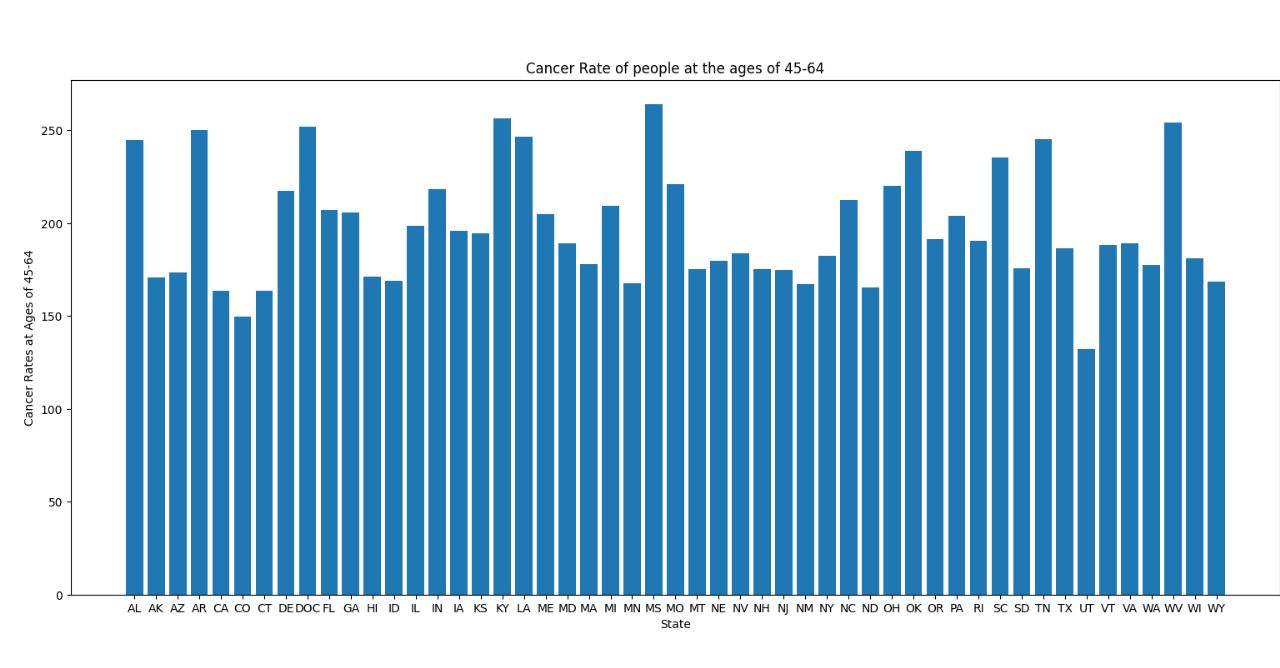 Cancer Rate of people at the ages of 45-64
250
200
150
100
50
0
Cancer Rates at Ages of 45-64
AL AK AZ AR CA CO CT DE DOC FL GA HI ID IL IN IA KS KY LA ME MD MA MI MN MS MO MT NE NV NH NJ NM NY NC ND OH OK OR PA RI SC SD TN TX UT VT VA WA WV WI WY
State